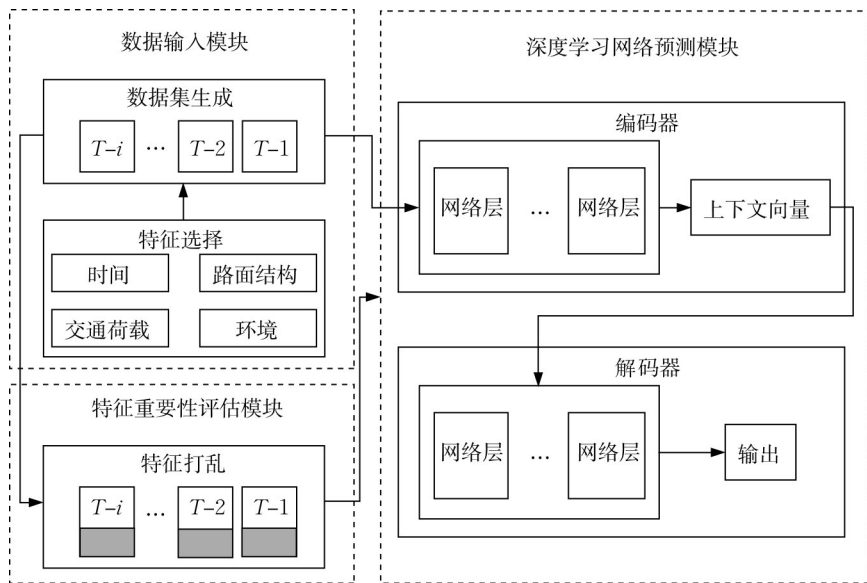 数据输入模块
数据集生成
T-i … T-2 T-1
特征选择
时间 路面结构
交通荷载 环境
特征重要性评估模块
特征打乱
T-i … T-2 T-1
深度学习网络预测模块
编码器
网络层 … 网络层
上下文向量
解码器
网络层 … 网络层
输出